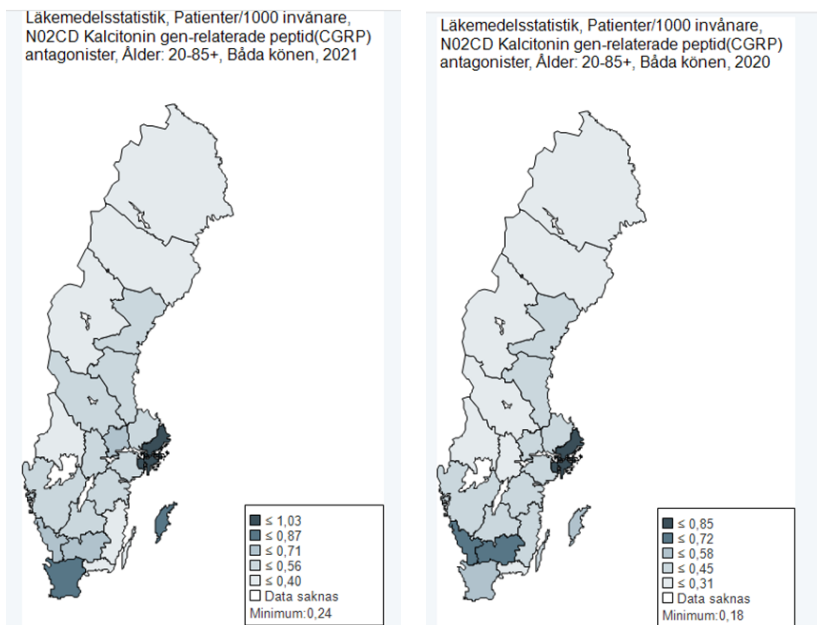 Läkemedelsstatistik, Patienter/1000 invånare,
N02CD Kalcitonin gen-relaterade peptid(CGRP)
antagonister, Ålder: 20-85+, Båda könen, 2021
≤ 1,03
≤ 0,87
≤ 0,71
≤ 0,56
≤ 0,40
Data saknas
Minimum:0,24
Läkemedelsstatistik, Patienter/1000 invånare,
N02CD Kalcitonin gen-relaterade peptid(CGRP)
antagonister, Ålder: 20-85+, Båda könen, 2020
≤ 0,85
≤ 0,72
≤ 0,58
≤ 0,45
≤ 0,31
Data saknas
Minimum:0,18